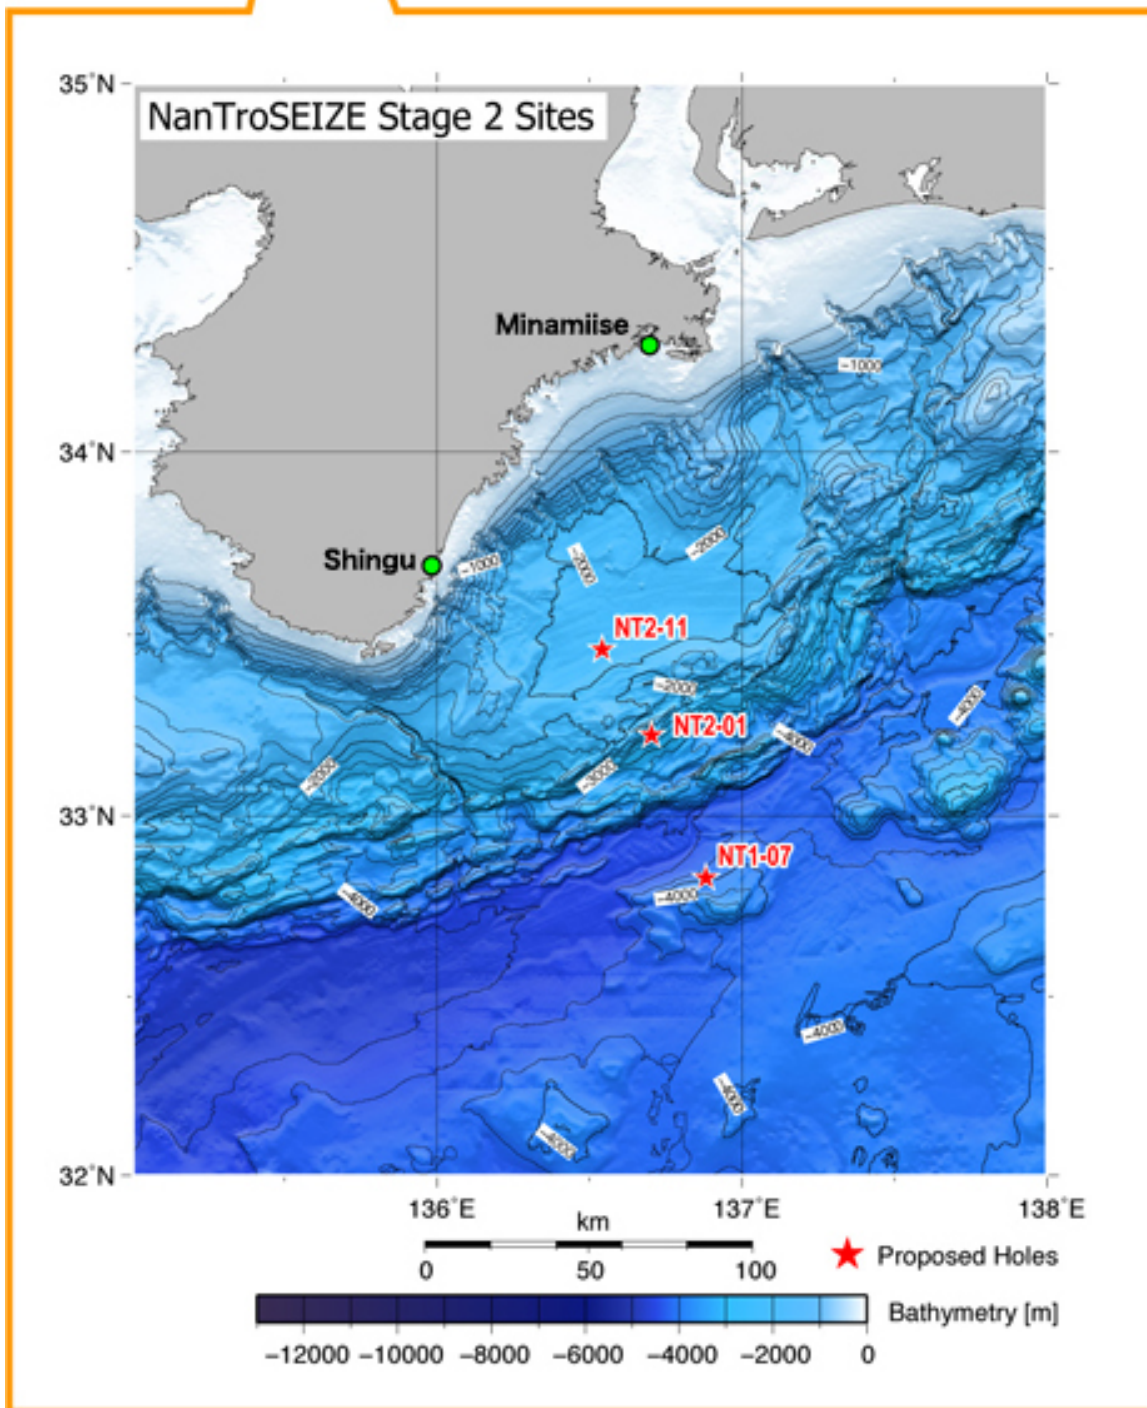 35°N
NanTroSEIZE Stage 2 Sites
Minamiise
-1000
34°N
-2000
-2000
Shingu
-1000
NT2-11
-2000
-4000
NT2-01
-4000
-2000
-3000
33°N
NT1-07
-4000
-4000
-4000
-4000
-4000
32°N
136°E
137°E
138°E
km
0
50
100
Proposed Holes
Bathymetry [m]
-12000
-10000
-8000
-6000
-4000
-2000
0